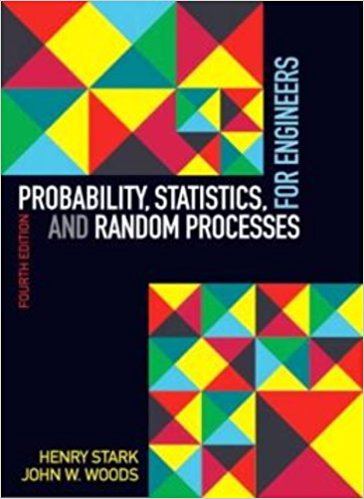 PROBABILITY, STATISTICS,
AND RANDOM PROCESSES
FOR ENGINEERS
FOURTH EDITION
HENRY STARK
JOHN W. WOODS